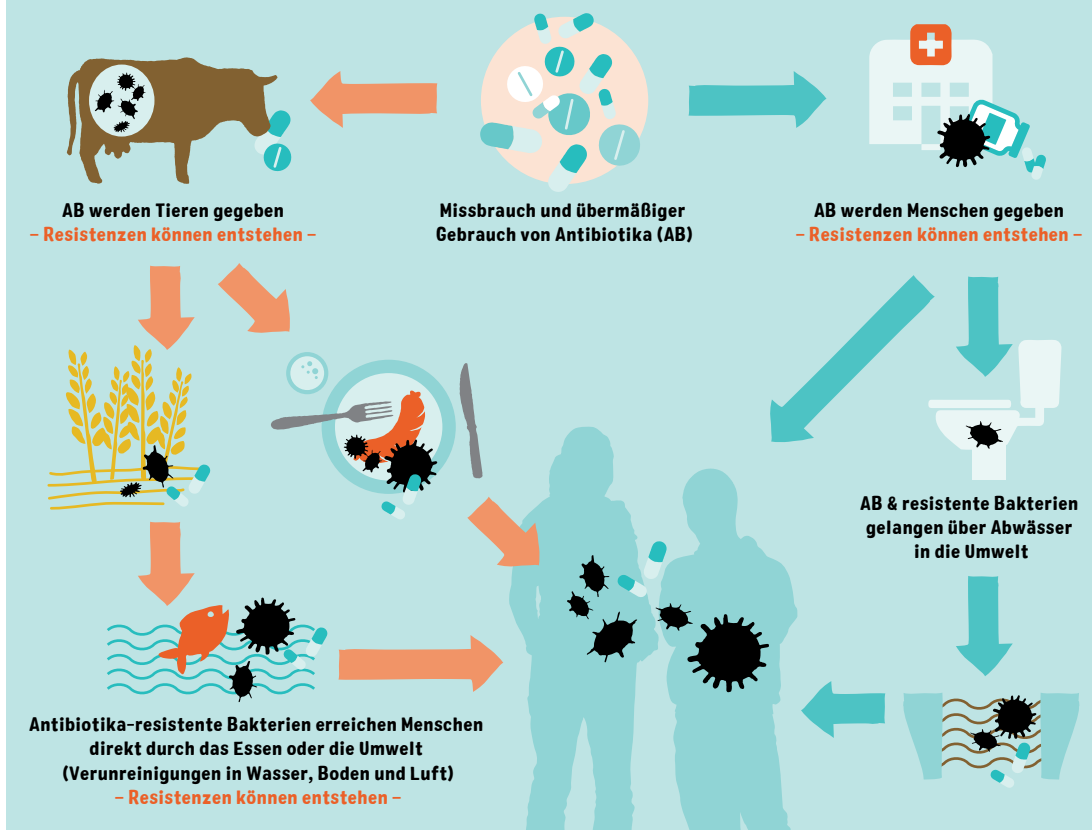 AB werden Tieren gegeben
– Resistenzen können entstehen –
Missbrauch und übermäßiger
Gebrauch von Antibiotika (AB)
AB werden Menschen gegeben
– Resistenzen können entstehen –
AB & resistente Bakterien
gelangen über Abwässer
in die Umwelt
Antibiotika-resistente Bakterien erreichen Menschen
direkt durch das Essen oder die Umwelt
(Verunreinigungen in Wasser, Boden und Luft)
– Resistenzen können entstehen –